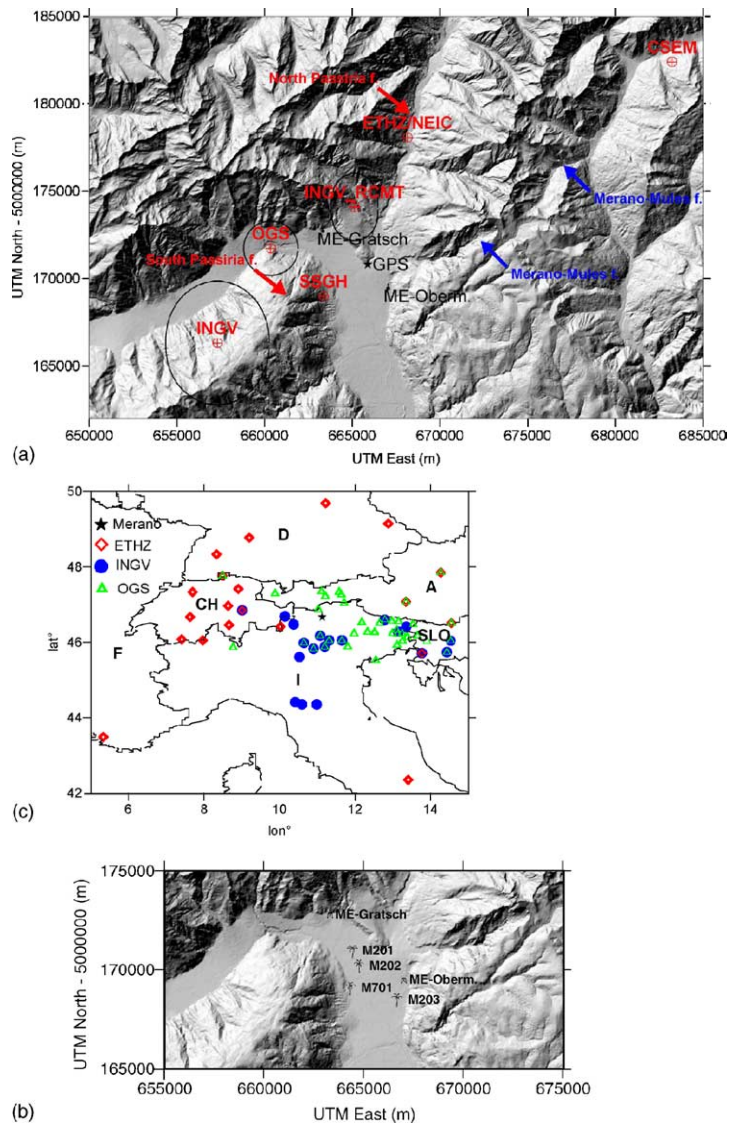 185000
CSEM
North Passiria f.
180000
ETHZ/NEIC
175000
INGV_RCMT
Merano-Mules f.
OGS
ME-Gratsch
GPS
170000
South Passiria f.
Merano-Mules f.
SSGH
ME-Oberm.
INGV
165000
UTM North - 5000000 (m)
650000 655000 660000 665000 670000 675000 680000 685000
(a)
UTM East (m)
50
Merano
ETHZ
INGV
OGS
D
A
48
CH
SLO
46
F
I
44
42
lat°
6 8 10 12 14
(c)
lon°
175000
ME-Gratsch
M201
M202
170000
M701
ME-Oberm.
M203
165000
UTM North - 5000000 (m)
655000 660000 665000 670000 675000
(b)
UTM East (m)